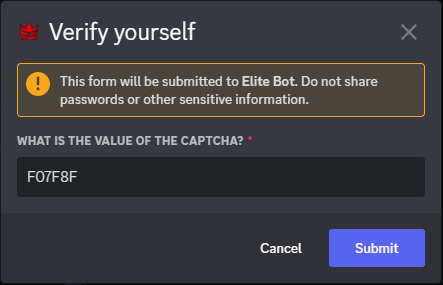 Verify yourself
This form will be submitted to Elite Bot. Do not share
passwords or other sensitive information.
WHAT IS THE VALUE OF THE CAPTCHA? *
F07F8F
Cancel
Submit